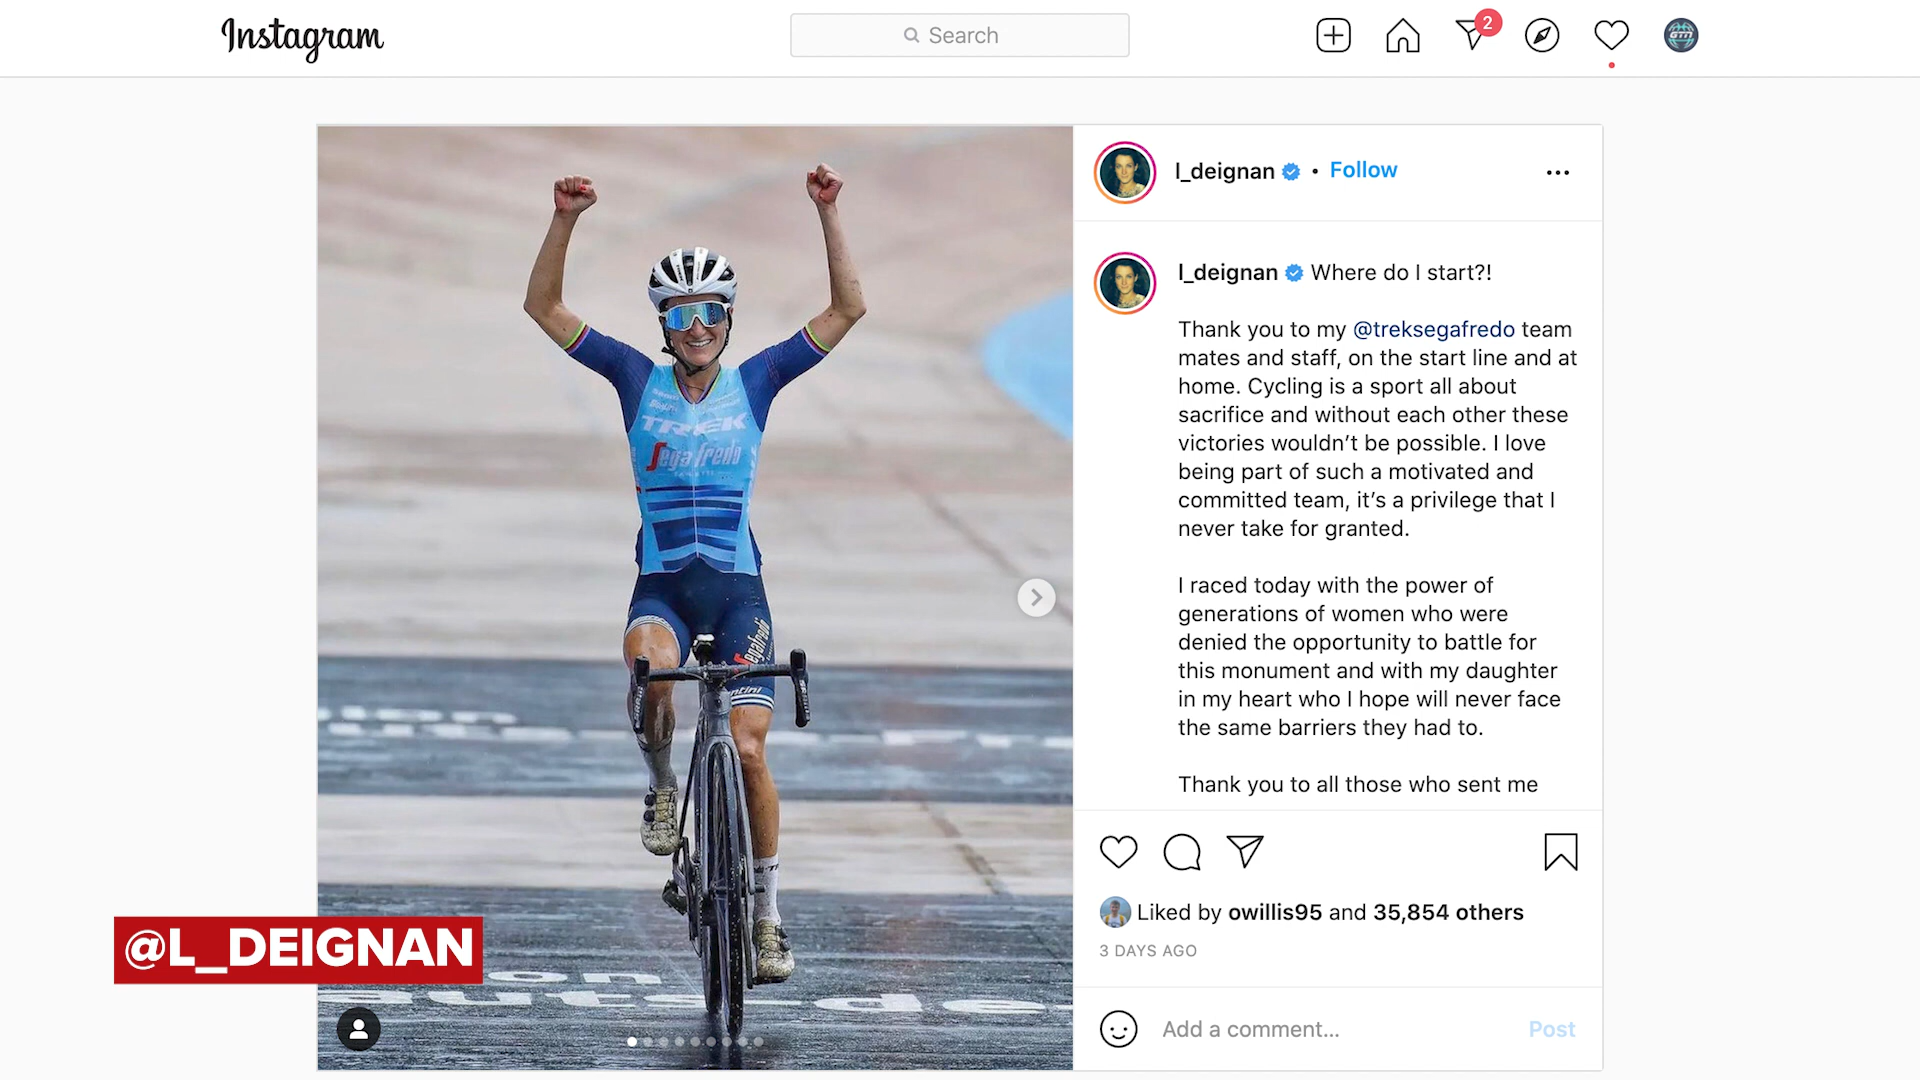 Instagram
Search
2
GTN
l_deignan • Follow
l_deignan Where do I start?!
Thank you to my @treksegafredo team
mates and staff, on the start line and at
home. Cycling is a sport all about
sacrifice and without each other these
victories wouldn’t be possible. I love
being part of such a motivated and
committed team, it’s a privilege that I
never take for granted.
I raced today with the power of
generations of women who were
denied the opportunity to battle for
this monument and with my daughter
in my heart who I hope will never face
the same barriers they had to.
Thank you to all those who sent me
Liked by owillis95 and 35,854 others
3 DAYS AGO
Add a comment...
Post
TREK
Segafredo
Segafredo
@L_DEIGNAN